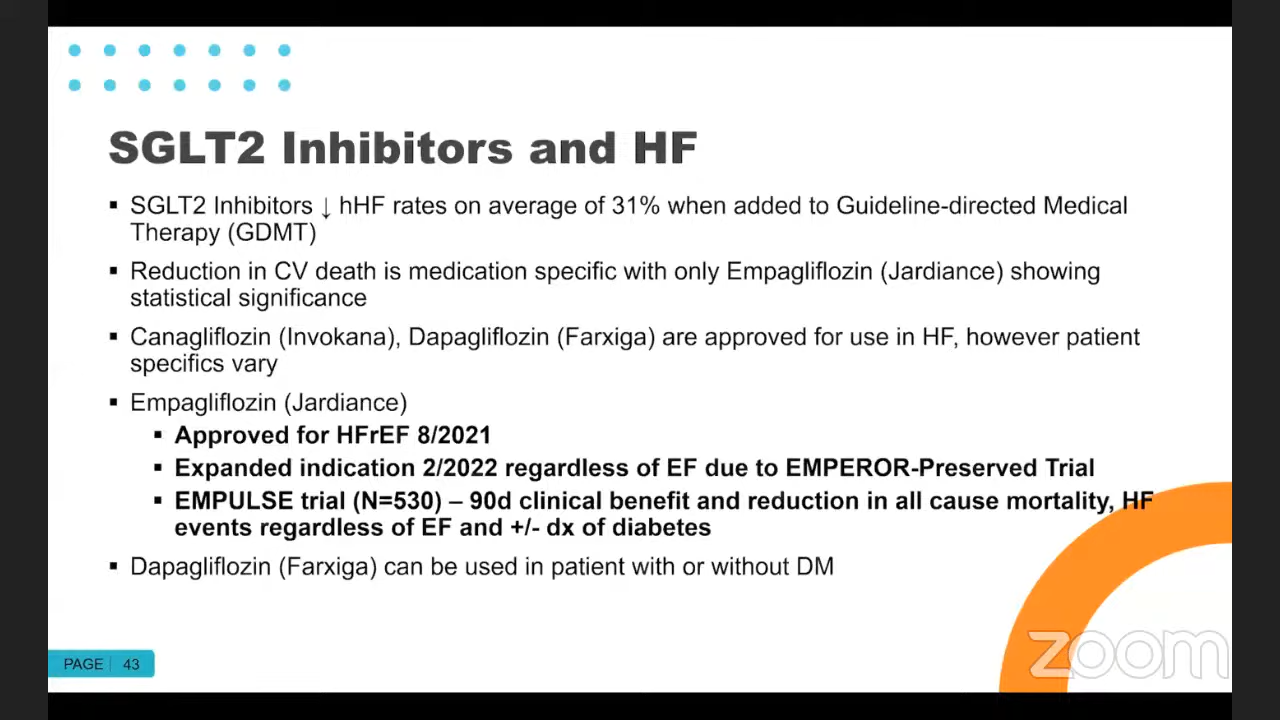 SGLT2 Inhibitors and HF
▪ SGLT2 Inhibitors ↓ hHF rates on average of 31% when added to Guideline-directed Medical
Therapy (GDMT)
▪ Reduction in CV death is medication specific with only Empagliflozin (Jardiance) showing
statistical significance
▪ Canagliflozin (Invokana), Dapagliflozin (Farxiga) are approved for use in HF, however patient
specifics vary
▪ Empagliflozin (Jardiance)
▪ Approved for HFrEF 8/2021
▪ Expanded indication 2/2022 regardless of EF due to EMPEROR-Preserved Trial
▪ EMPULSE trial (N=530) – 90d clinical benefit and reduction in all cause mortality, HF
events regardless of EF and +/- dx of diabetes
▪ Dapagliflozin (Farxiga) can be used in patient with or without DM
PAGE 43
zoom